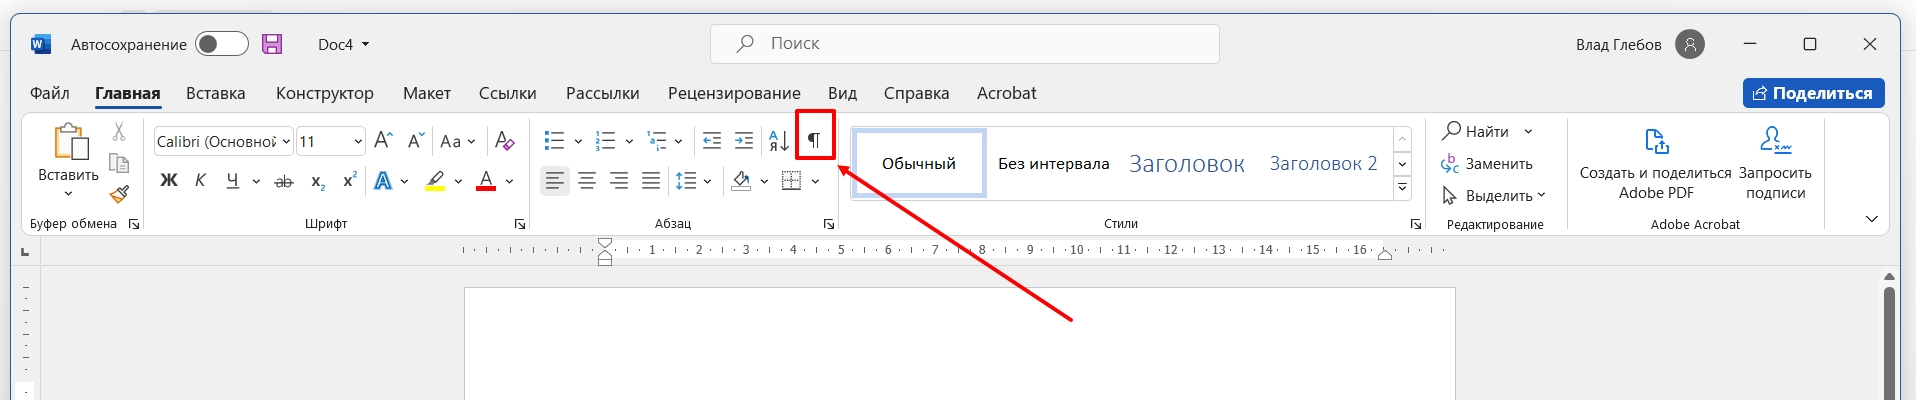 Автосохранение Doc4 Поиск Влад Глебов
Файл Главная Вставка Конструктор Макет Ссылки Рассылки Рецензирование Вид Справка Acrobat Поделиться
Вставить
Буфер обмена
Calibri (Основной 11 Aa
Ж К Ч ab x₂ x² A A
Шрифт
А Я ¶
Абзац
Обычный Без интервала Заголовок Заголовок 2
Стили
Найти
Заменить
Выделить
Редактирование
Создать и поделиться Adobe PDF
Запросить подписи
Adobe Acrobat
1 2 3 4 5 6 7 8 9 10 11 12 13 14 15 16